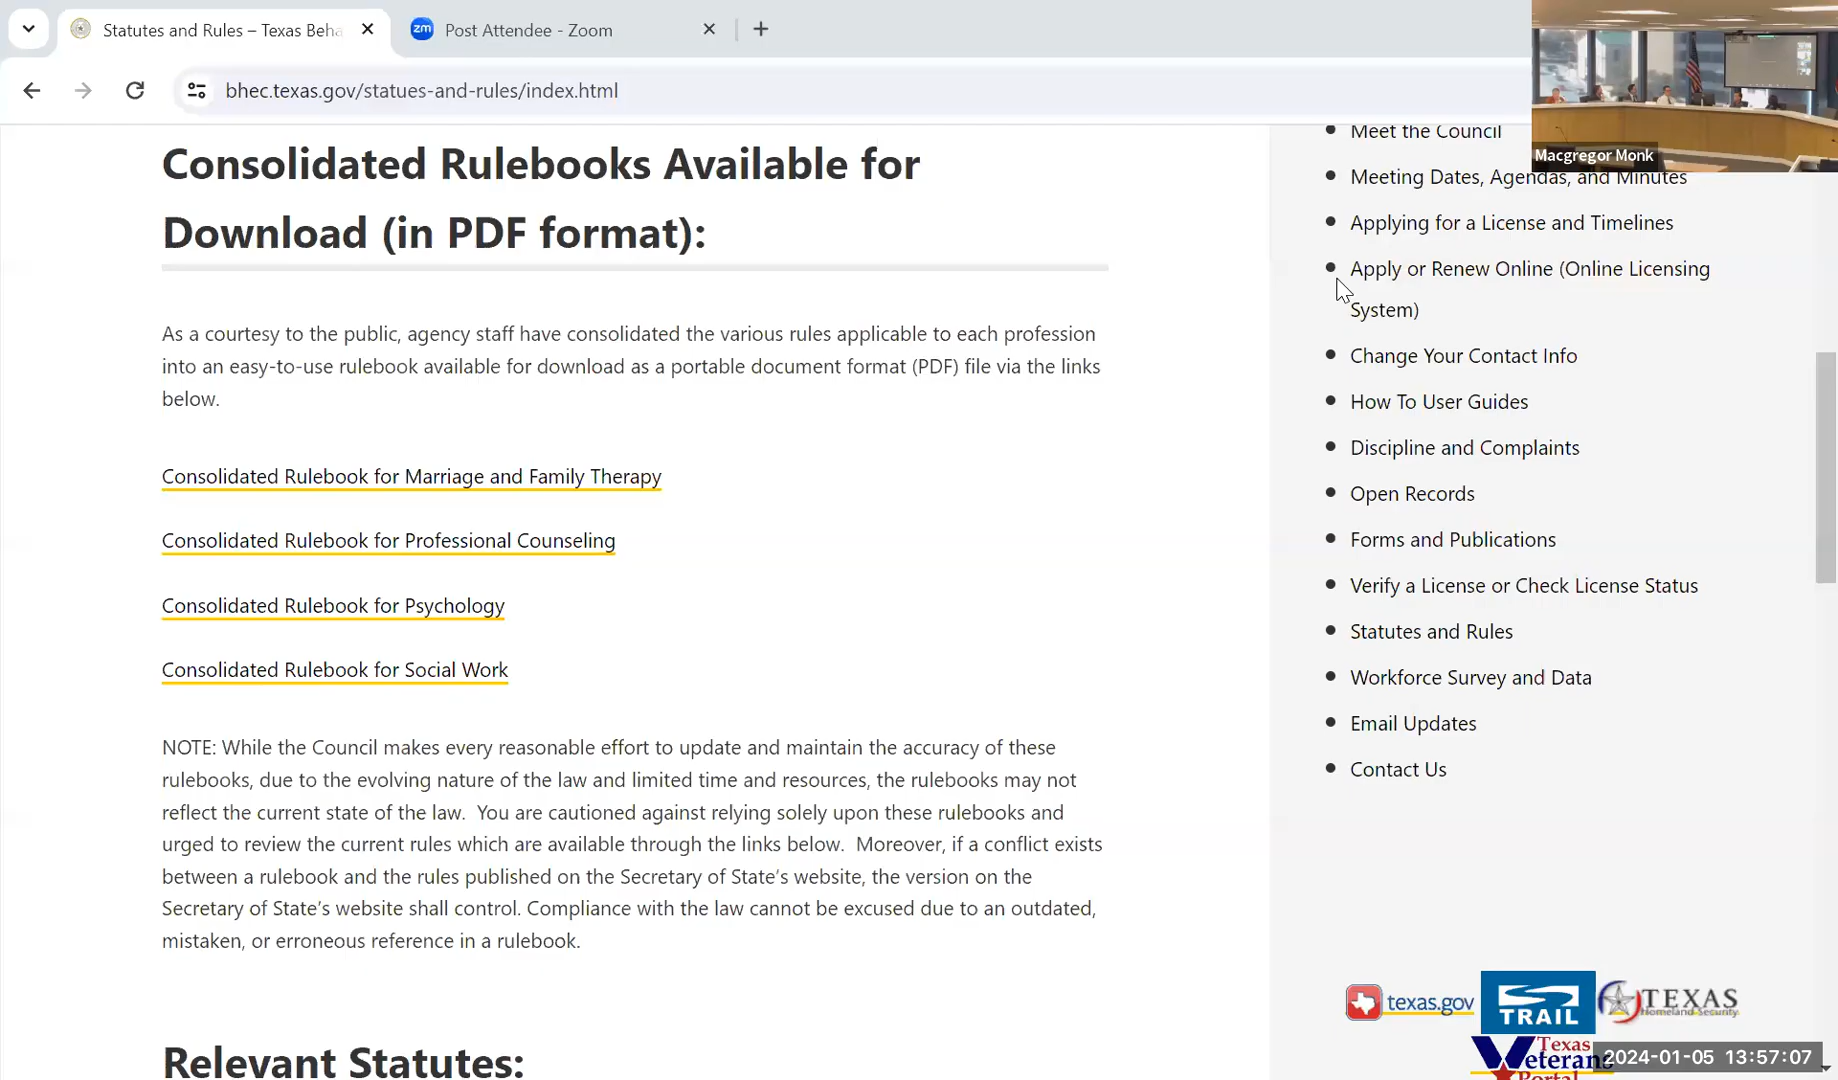 Statutes and Rules – Texas Beha
zm Post Attendee - Zoom
bhec.texas.gov/statues-and-rules/index.html
Macgregor Monk
Consolidated Rulebooks Available for
Download (in PDF format):
As a courtesy to the public, agency staff have consolidated the various rules applicable to each profession
into an easy-to-use rulebook available for download as a portable document format (PDF) file via the links
below.
Consolidated Rulebook for Marriage and Family Therapy
Consolidated Rulebook for Professional Counseling
Consolidated Rulebook for Psychology
Consolidated Rulebook for Social Work
NOTE: While the Council makes every reasonable effort to update and maintain the accuracy of these
rulebooks, due to the evolving nature of the law and limited time and resources, the rulebooks may not
reflect the current state of the law.  You are cautioned against relying solely upon these rulebooks and
urged to review the current rules which are available through the links below.  Moreover, if a conflict exists
between a rulebook and the rules published on the Secretary of State’s website, the version on the
Secretary of State’s website shall control. Compliance with the law cannot be excused due to an outdated,
mistaken, or erroneous reference in a rulebook.
Relevant Statutes:
Meet the Council
Meeting Dates, Agendas, and Minutes
Applying for a License and Timelines
Apply or Renew Online (Online Licensing
System)
Change Your Contact Info
How To User Guides
Discipline and Complaints
Open Records
Forms and Publications
Verify a License or Check License Status
Statutes and Rules
Workforce Survey and Data
Email Updates
Contact Us
texas.gov
TRAIL
TEXAS
Homeland Security
Texas
Veterans
Portal
2024-01-05 13:57:07